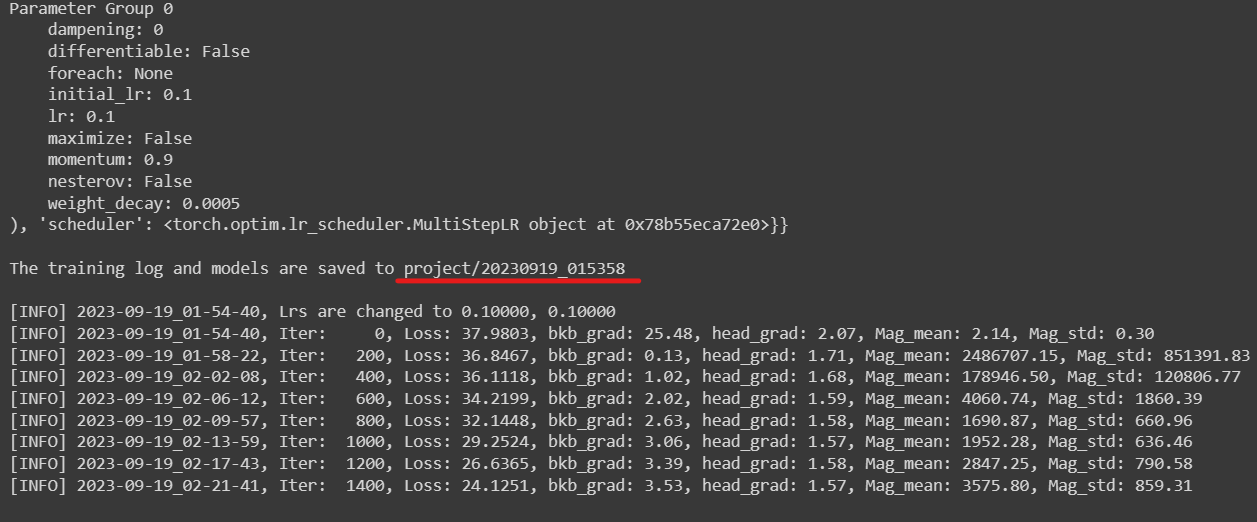 Parameter Group 0
    dampening: 0
    differentiable: False
    foreach: None
    initial_lr: 0.1
    lr: 0.1
    maximize: False
    momentum: 0.9
    nesterov: False
    weight_decay: 0.0005
), 'scheduler': <torch.optim.lr_scheduler.MultiStepLR object at 0x78b55eca72e0>}}
The training log and models are saved to project/20230919_015358
[INFO] 2023-09-19_01-54-40, Lrs are changed to 0.10000, 0.10000
[INFO] 2023-09-19_01-54-40, Iter:     0, Loss: 37.9803, bkb_grad: 25.48, head_grad: 2.07, Mag_mean: 2.14, Mag_std: 0.30
[INFO] 2023-09-19_01-58-22, Iter:   200, Loss: 36.8467, bkb_grad: 0.13, head_grad: 1.71, Mag_mean: 2486707.15, Mag_std: 851391.83
[INFO] 2023-09-19_02-02-08, Iter:   400, Loss: 36.1118, bkb_grad: 1.02, head_grad: 1.68, Mag_mean: 178946.50, Mag_std: 120806.77
[INFO] 2023-09-19_02-06-12, Iter:   600, Loss: 34.2199, bkb_grad: 2.02, head_grad: 1.59, Mag_mean: 4060.74, Mag_std: 1860.39
[INFO] 2023-09-19_02-09-57, Iter:   800, Loss: 32.1448, bkb_grad: 2.63, head_grad: 1.58, Mag_mean: 1690.87, Mag_std: 660.96
[INFO] 2023-09-19_02-13-59, Iter:  1000, Loss: 29.2524, bkb_grad: 3.06, head_grad: 1.57, Mag_mean: 1952.28, Mag_std: 636.46
[INFO] 2023-09-19_02-17-43, Iter:  1200, Loss: 26.6365, bkb_grad: 3.39, head_grad: 1.58, Mag_mean: 2847.25, Mag_std: 790.58
[INFO] 2023-09-19_02-21-41, Iter:  1400, Loss: 24.1251, bkb_grad: 3.53, head_grad: 1.57, Mag_mean: 3575.80, Mag_std: 859.31